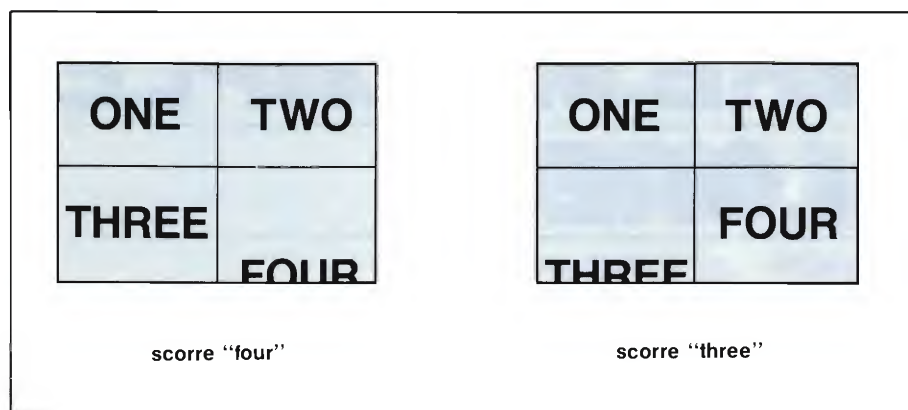 ONE TWO
THREE
FOUR
scorre “four”
ONE TWO
FOUR
THREE
scorre “three”